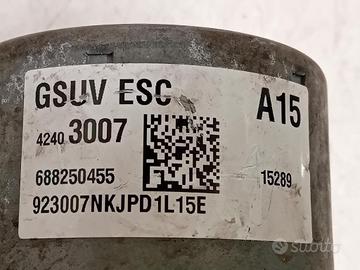 GSUV ESC A15
4240 3007
688250455 15289
923007NKJPD1L15E
subito